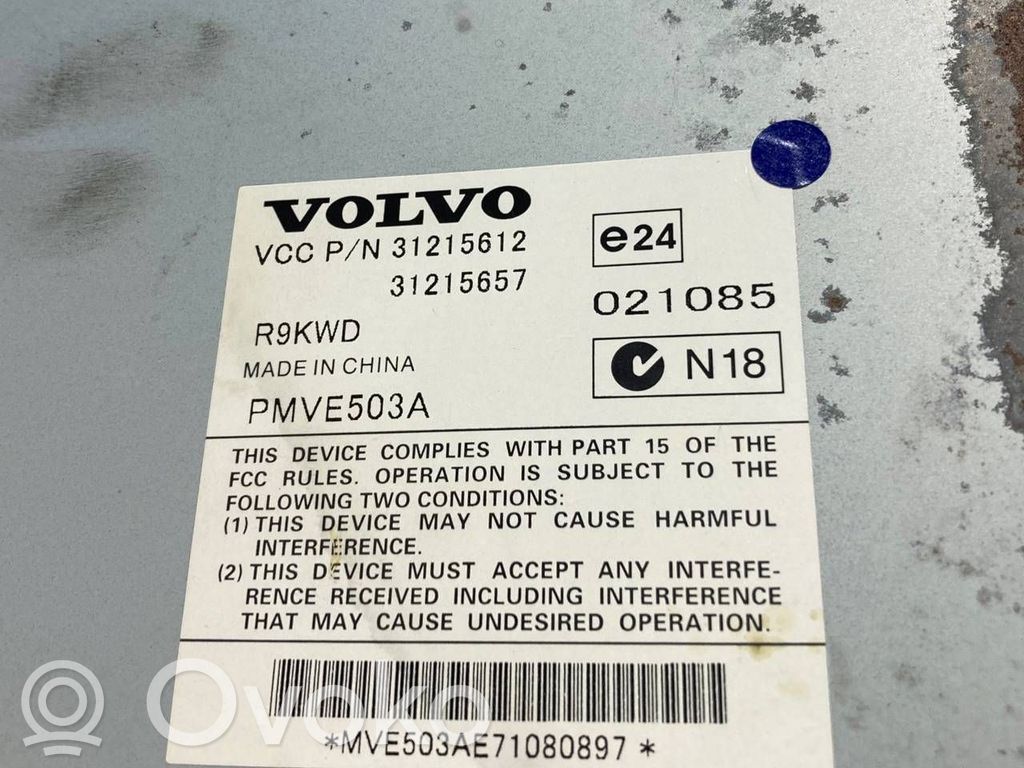 VOLVO
VCC P/N 31215612
31215657
e24
021085
R9KWD
MADE IN CHINA
N18
PMVE503A
THIS DEVICE COMPLIES WITH PART 15 OF THE
FCC RULES. OPERATION IS SUBJECT TO THE
FOLLOWING TWO CONDITIONS:
(1) THIS DEVICE MAY NOT CAUSE HARMFUL
INTERFERENCE.
(2) THIS DEVICE MUST ACCEPT ANY INTERFE-
RENCE RECEIVED INCLUDING INTERFERENCE
THAT MAY CAUSE UNDESIRED OPERATION.
*MVE503AE71080897*
Ovoko